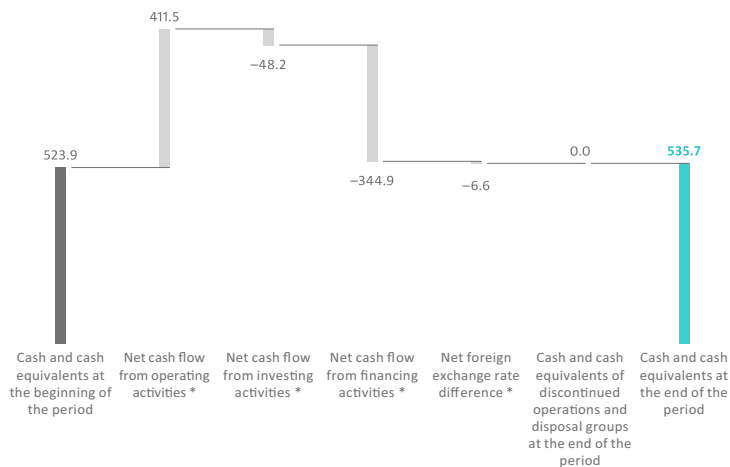 411.5
−48.2
523.9
0.0
535.7
−344.9
−6.6
Cash and cash
equivalents at
the beginning of
the period
Net cash flow
from operating
activities *
Net cash flow
from investing
activities *
Net cash flow
from financing
activities *
Net foreign
exchange rate
difference *
Cash and cash
equivalents of
discontinued
operations and
disposal groups
at the end of the
period
Cash and cash
equivalents at
the end of the
period